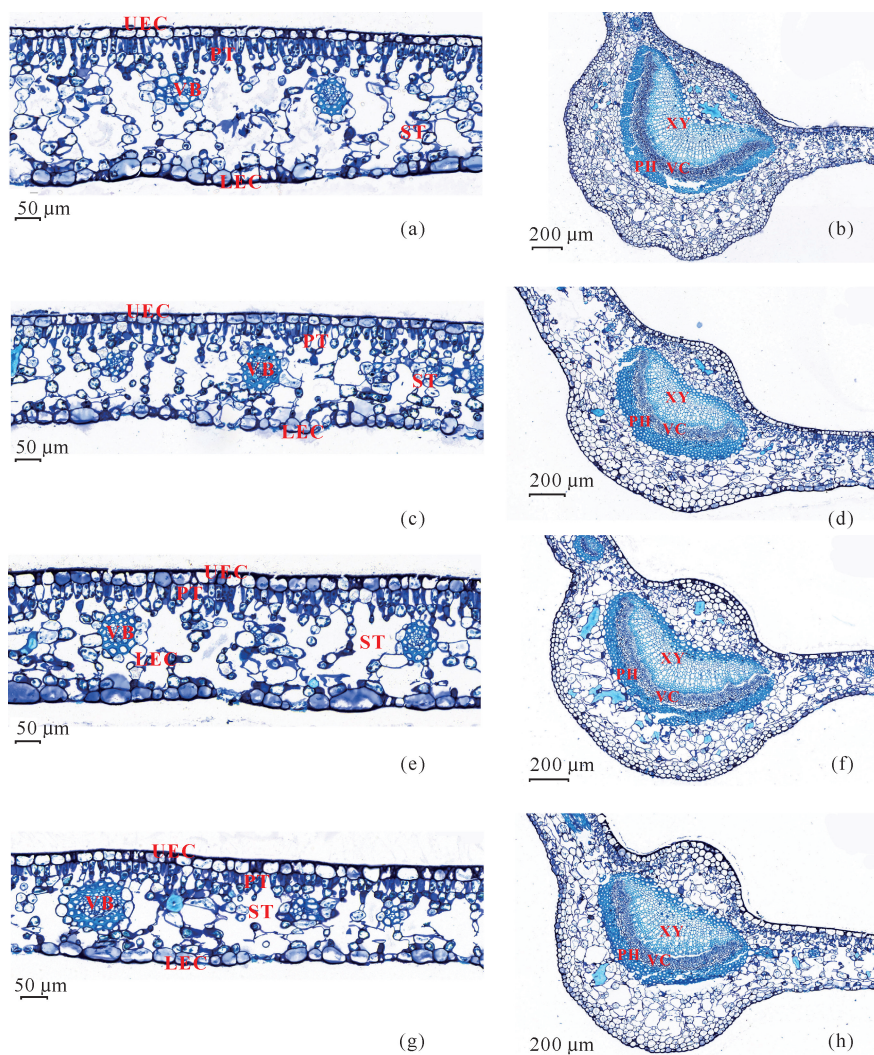 UEC
PT
VB
ST
LEC
50 μm
(a)
XY
PH VC
200 μm
(b)
UEC
PT
VB
ST
LEC
50 μm
(c)
XY
PH
VC
200 μm
(d)
UEC
PT
VB
ST
LEC
50 μm
(e)
XY
PH
VC
200 μm
(f)
UEC
PT
VB
ST
LEC
50 μm
(g)
XY
PH VC
200 μm
(h)